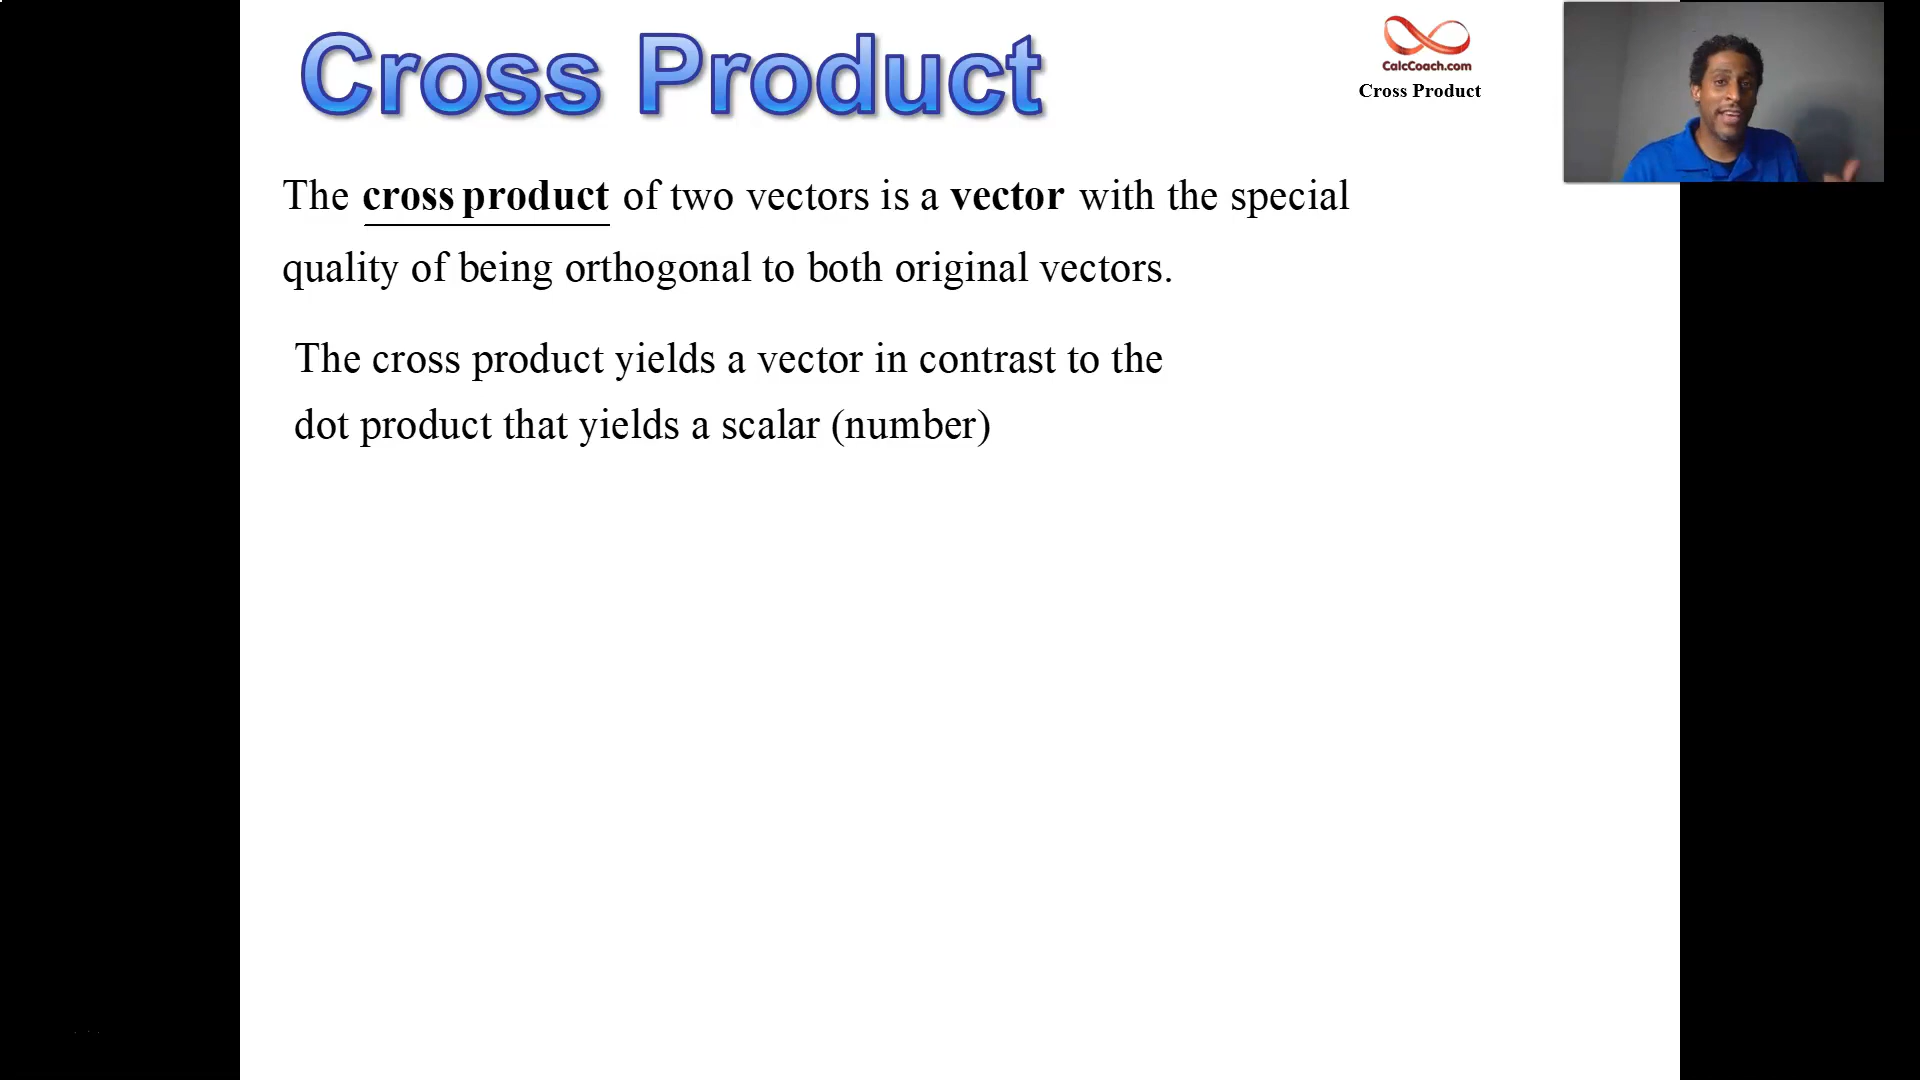 Cross Product
CalcCoach.com
Cross Product
The cross product of two vectors is a vector with the special
quality of being orthogonal to both original vectors.
The cross product yields a vector in contrast to the
dot product that yields a scalar (number)